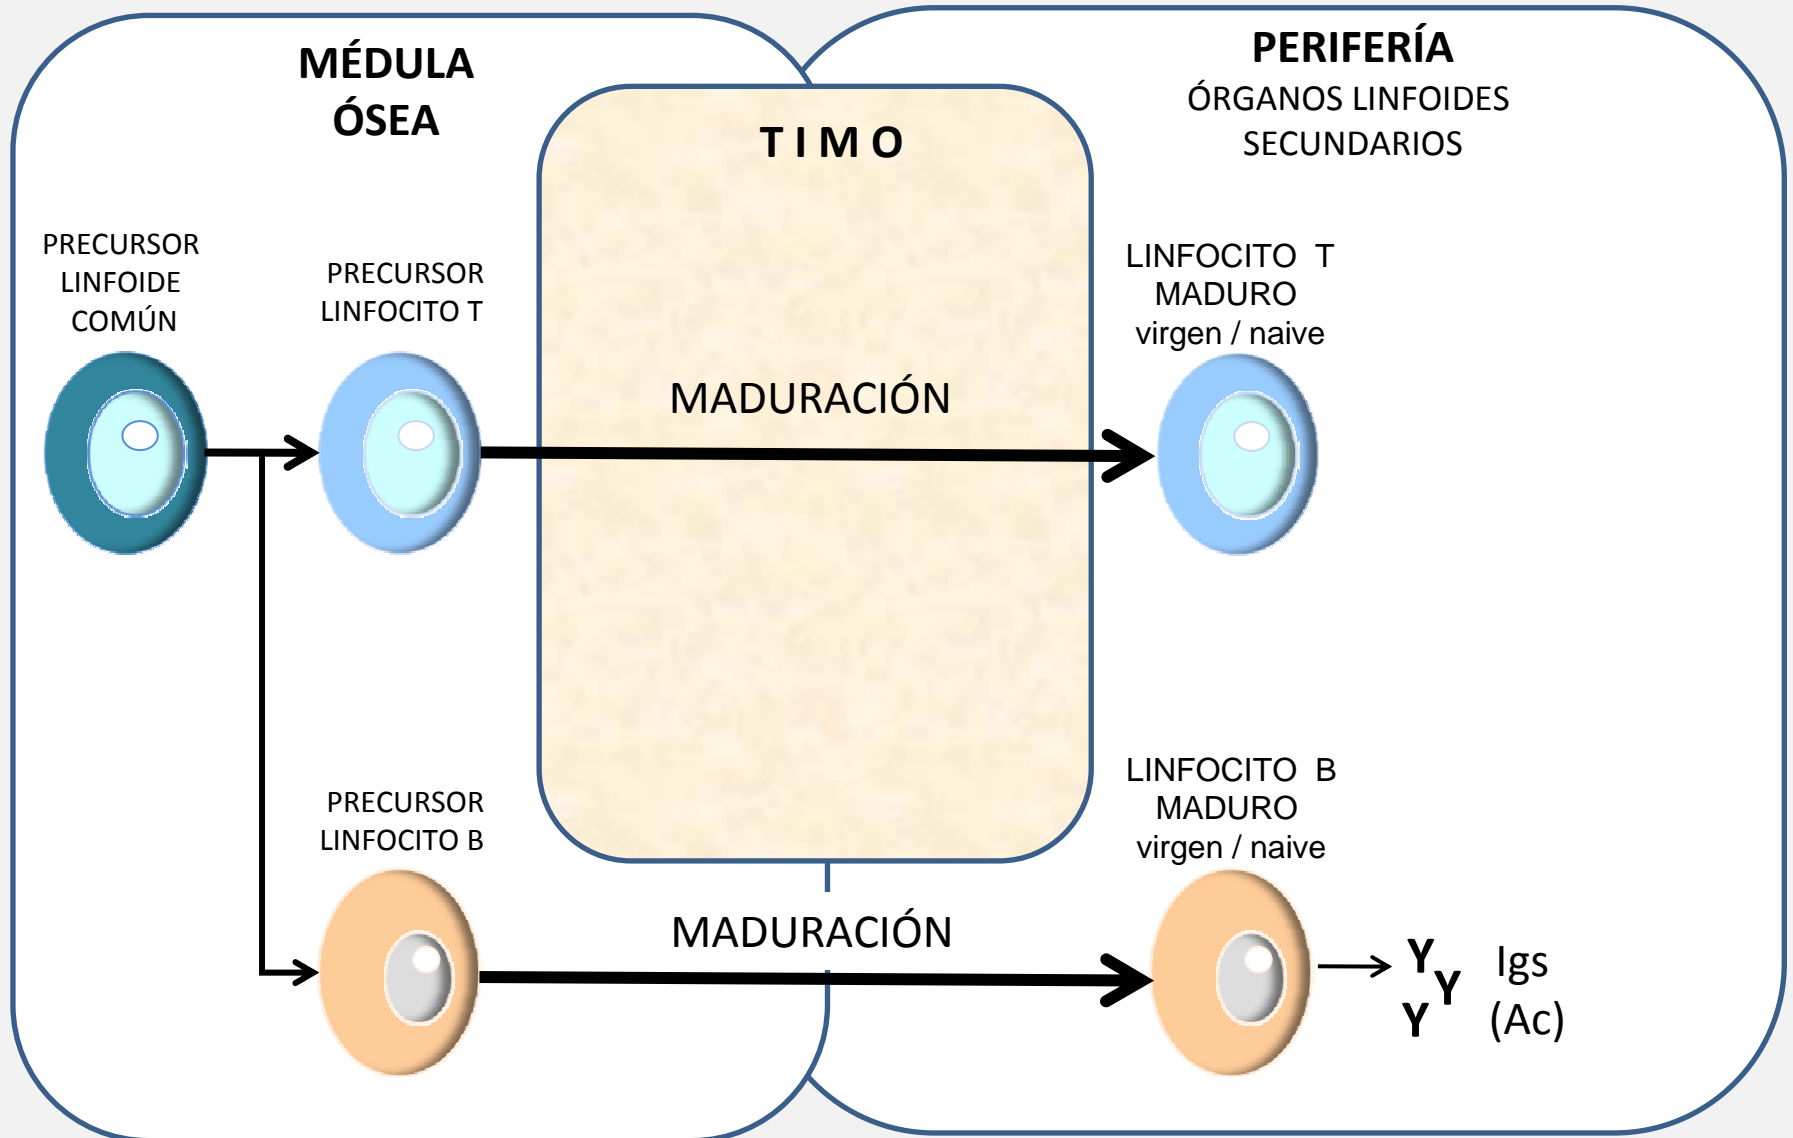 MÉDULA
ÓSEA
T I M O
PERIFERÍA
ÓRGANOS LINFOIDES
SECUNDARIOS
PRECURSOR
LINFOIDE
COMÚN
PRECURSOR
LINFOCITO T
MADURACIÓN
LINFOCITO T
MADURO
virgen / naive
PRECURSOR
LINFOCITO B
MADURACIÓN
LINFOCITO B
MADURO
virgen / naive
Y
Y
Y
Igs
(Ac)